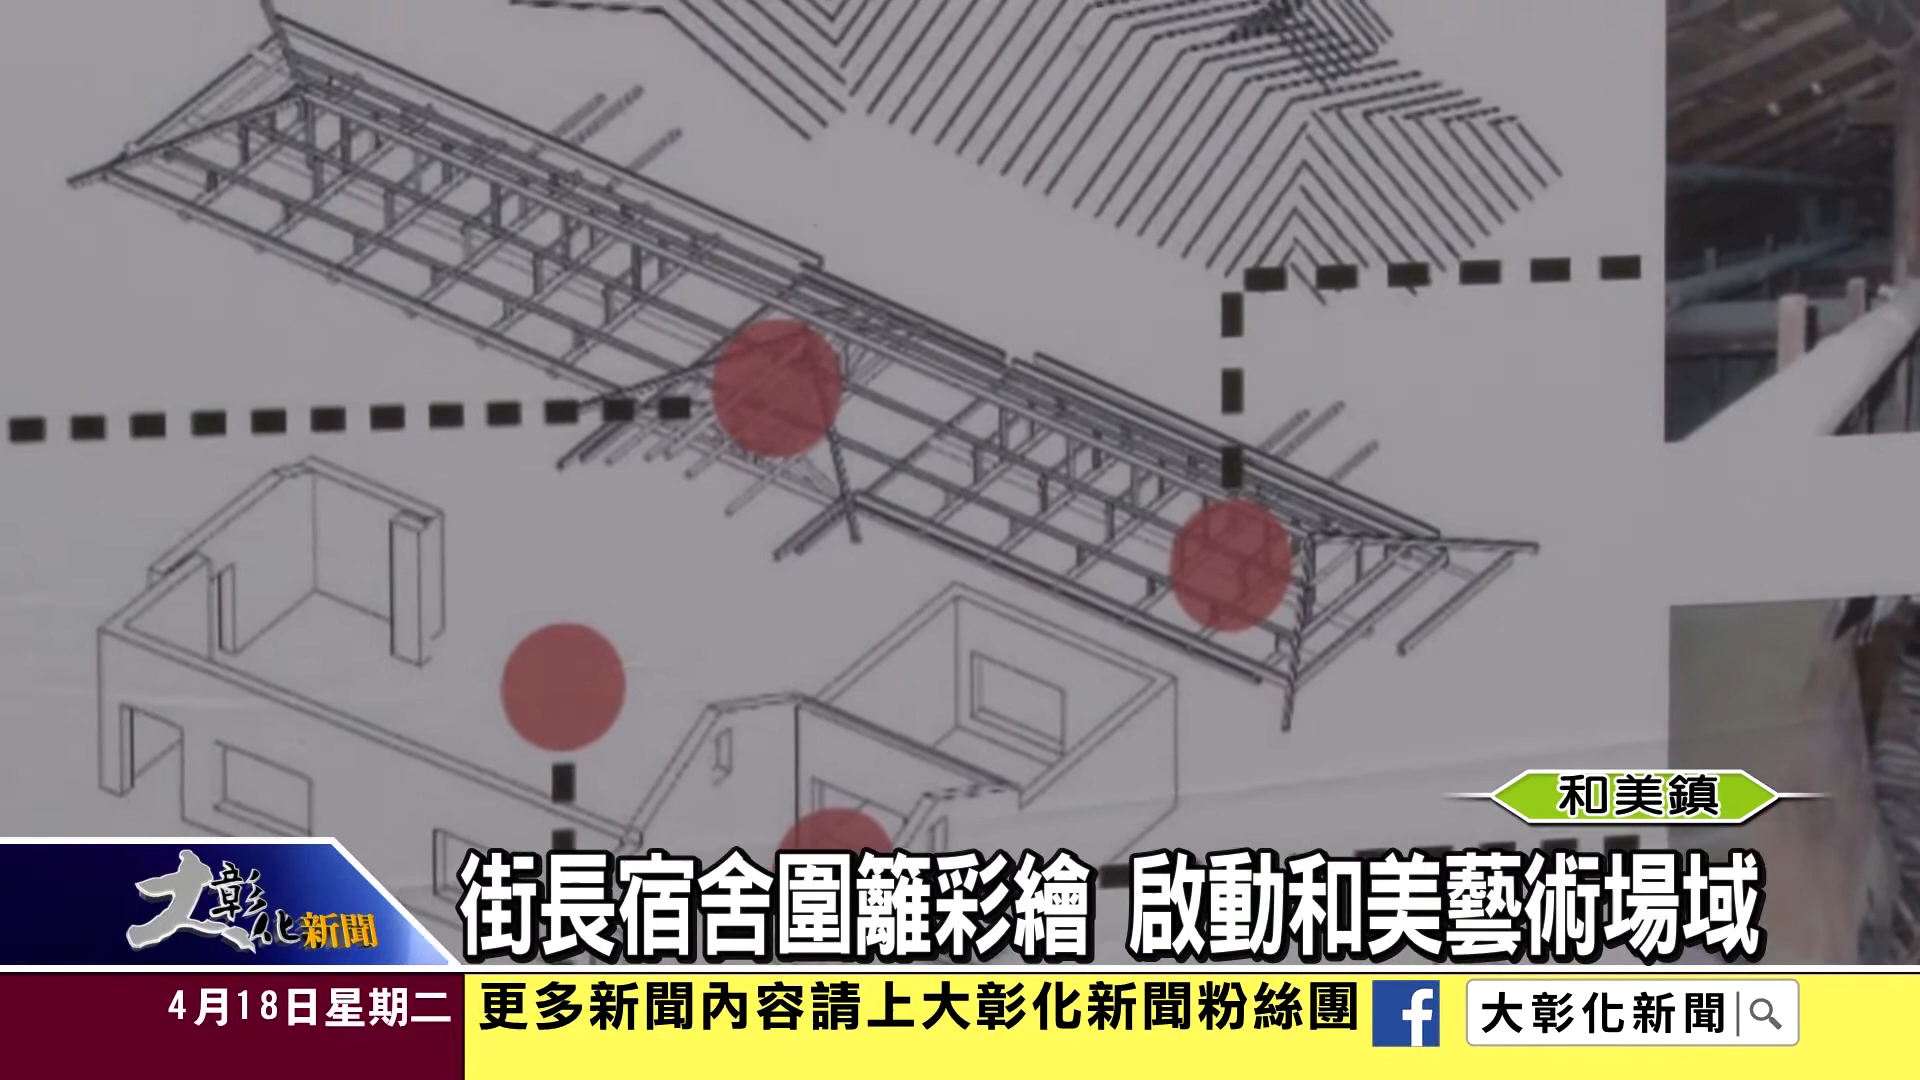 和美鎮
大彰化新聞
街長宿舍圍籬彩繪 啟動和美藝術場域
4月18日星期二
更多新聞內容請上大彰化新聞粉絲團 f 大彰化新聞